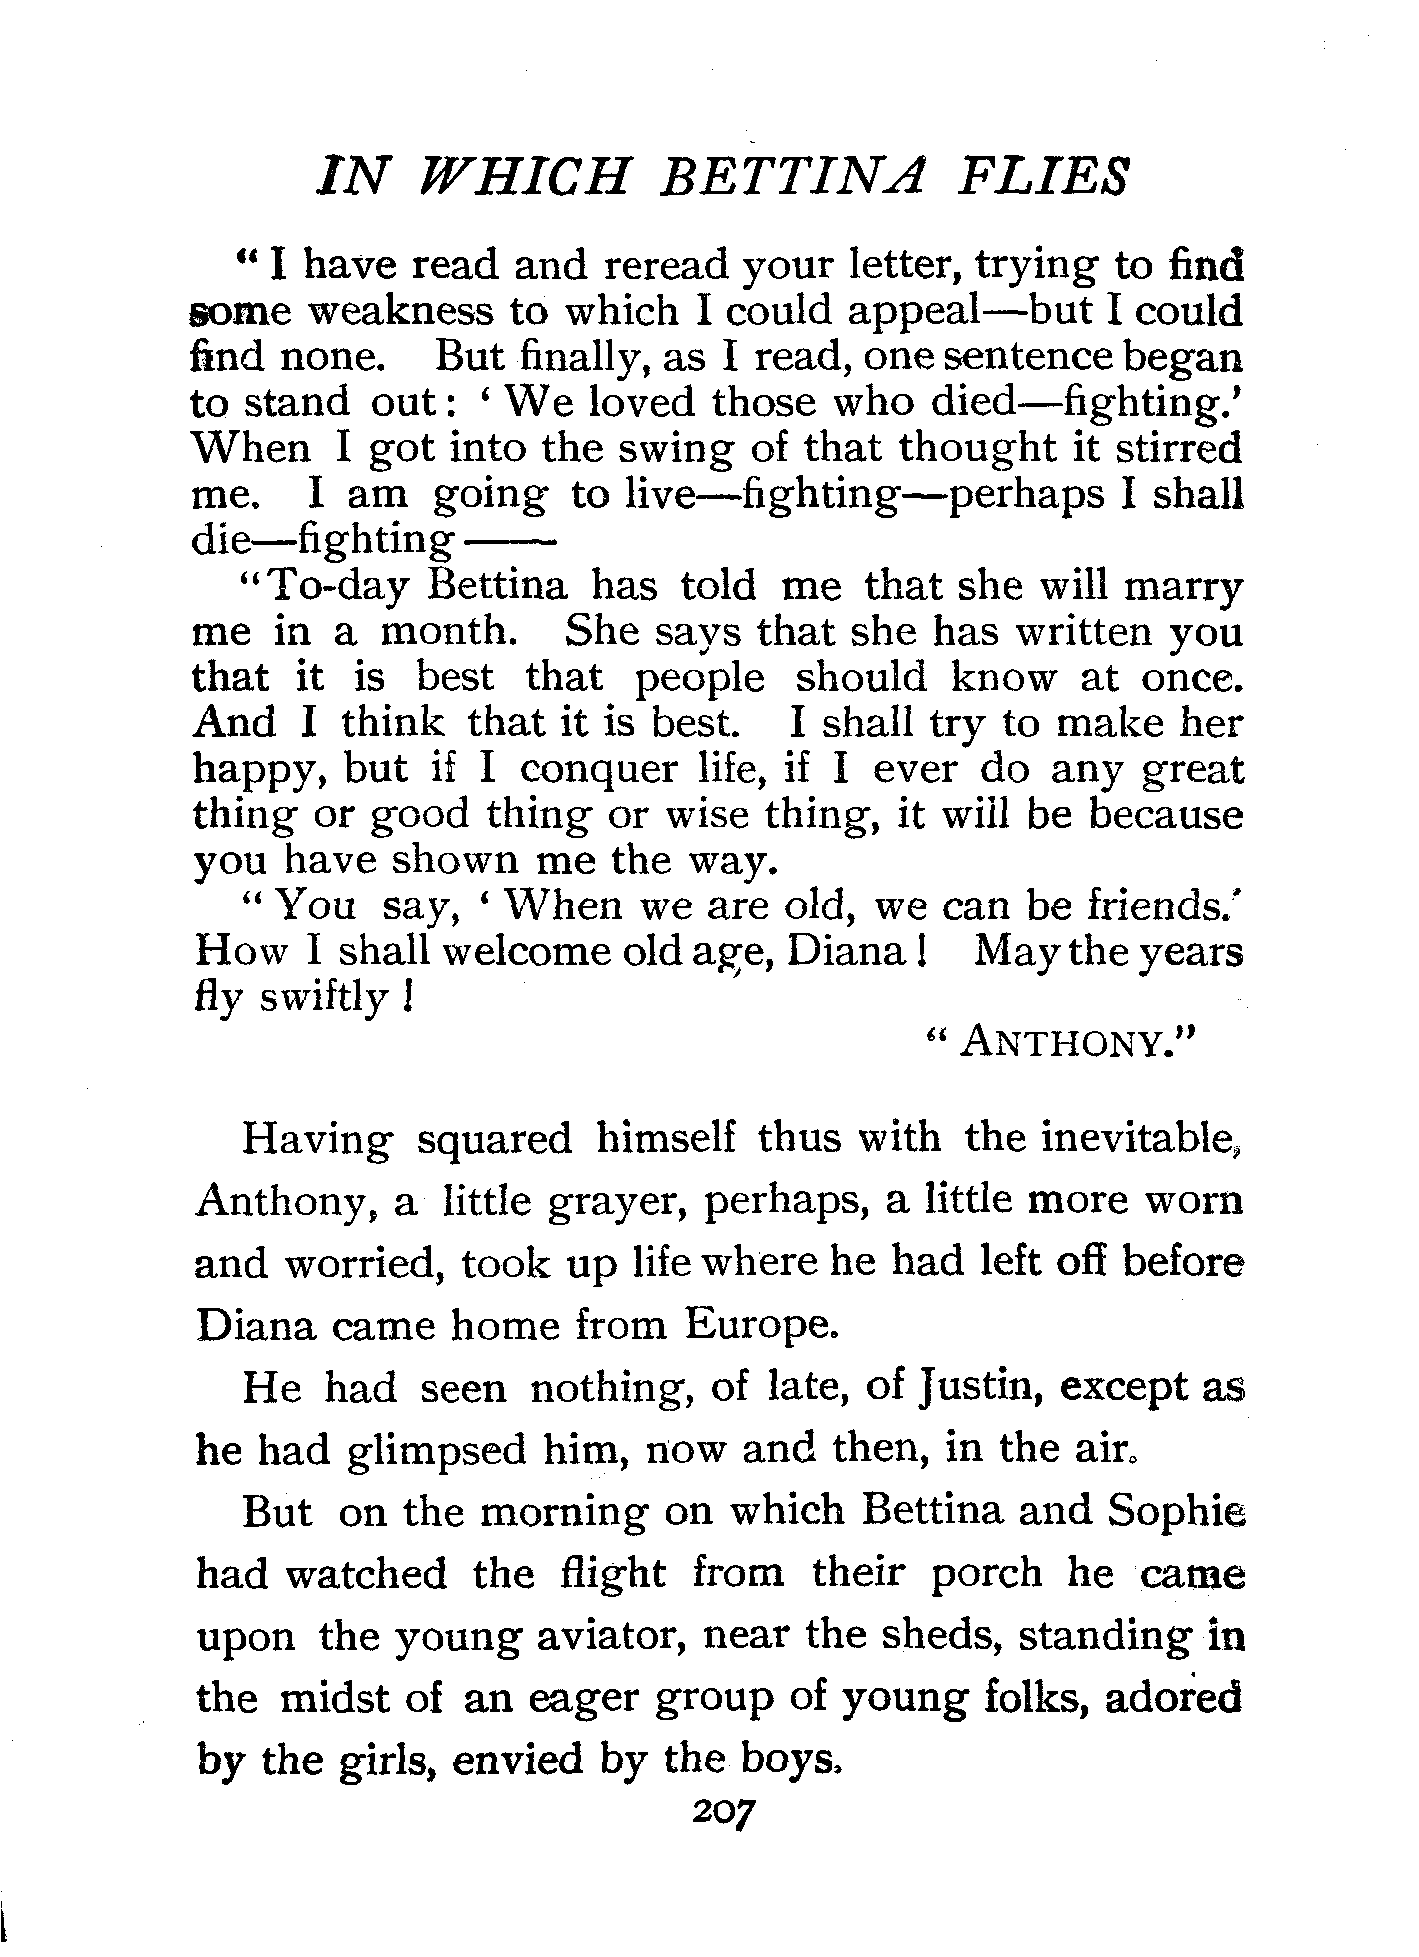 IN WHICH BETTINA FLIES
“ I have read and reread your letter, trying to find
some weakness to which I could appeal—but I could
find none. But finally, as I read, one sentence began
to stand out: ‘ We loved those who died—fighting.’
When I got into the swing of that thought it stirred
me. I am going to live—fighting—perhaps I shall
die—fighting ——
“To-day Bettina has told me that she will marry
me in a month. She says that she has written you
that it is best that people should know at once.
And I think that it is best. I shall try to make her
happy, but if I conquer life, if I ever do any great
thing or good thing or wise thing, it will be because
you have shown me the way.
“ You say, ‘ When we are old, we can be friends.’
How I shall welcome old age, Diana ! May the years
fly swiftly !
“ ANTHONY.”
Having squared himself thus with the inevitable,
Anthony, a little grayer, perhaps, a little more worn
and worried, took up life where he had left off before
Diana came home from Europe.
He had seen nothing, of late, of Justin, except as
he had glimpsed him, now and then, in the air.
But on the morning on which Bettina and Sophie
had watched the flight from their porch he came
upon the young aviator, near the sheds, standing in
the midst of an eager group of young folks, adored
by the girls, envied by the boys.
207